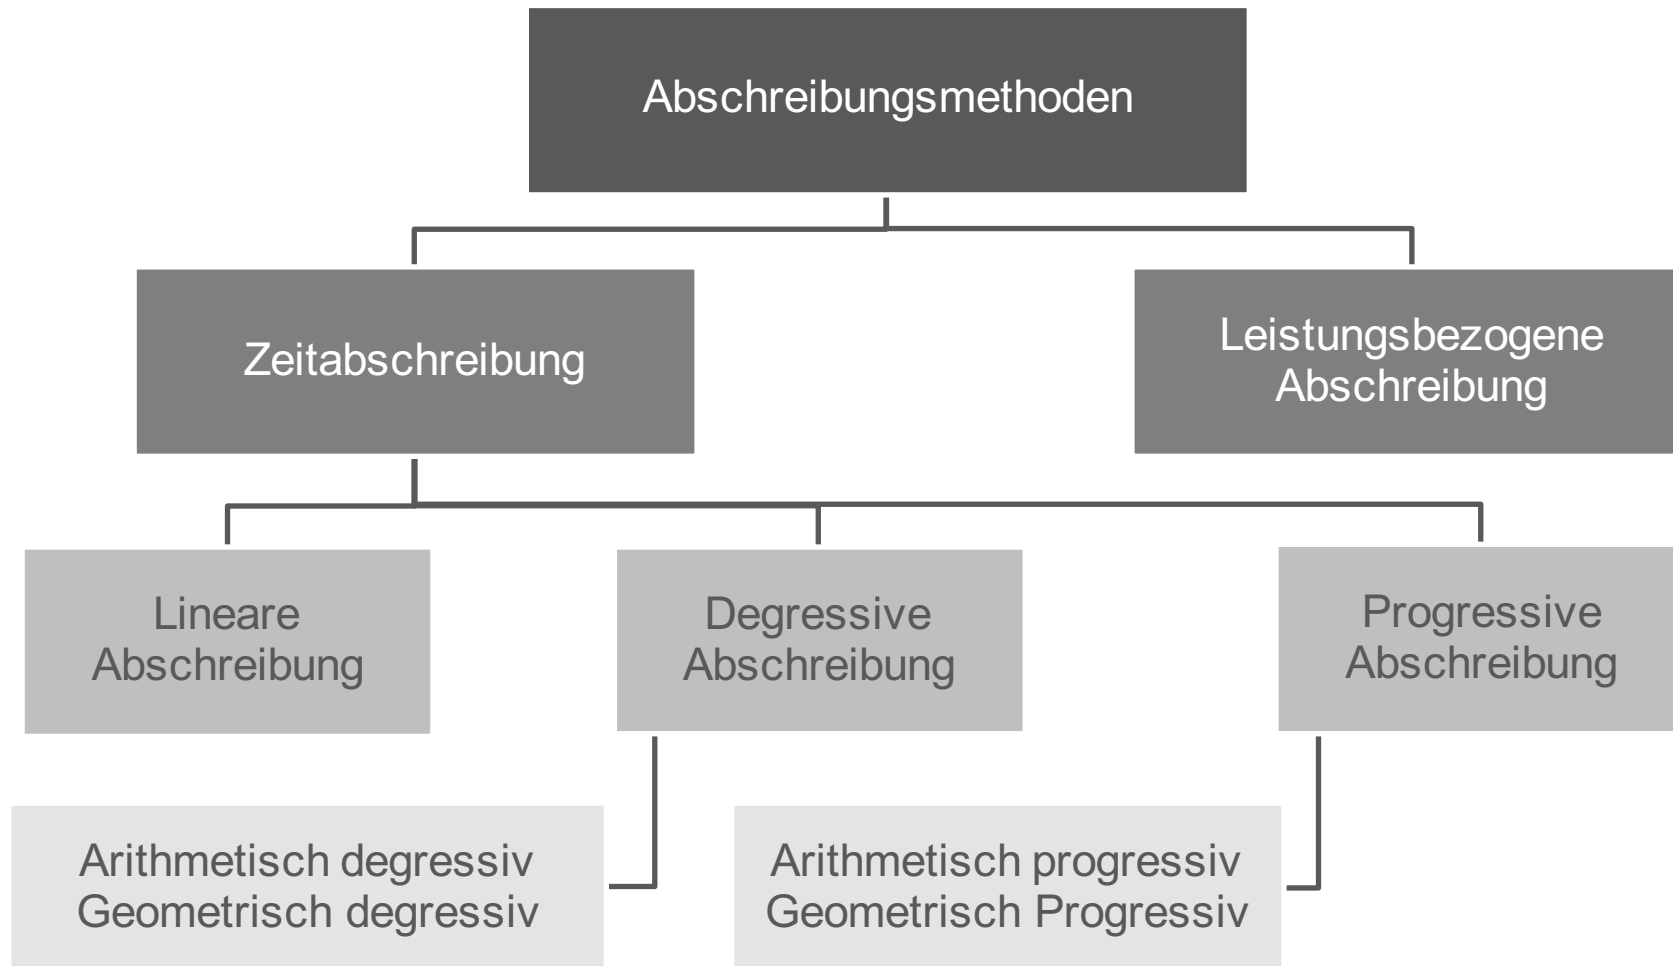 Abschreibungsmethoden
Zeitabschreibung
Leistungsbezogene
Abschreibung
Lineare
Abschreibung
Degressive
Abschreibung
Progressive
Abschreibung
Arithmetisch degressiv
Geometrisch degressiv
Arithmetisch progressiv
Geometrisch Progressiv